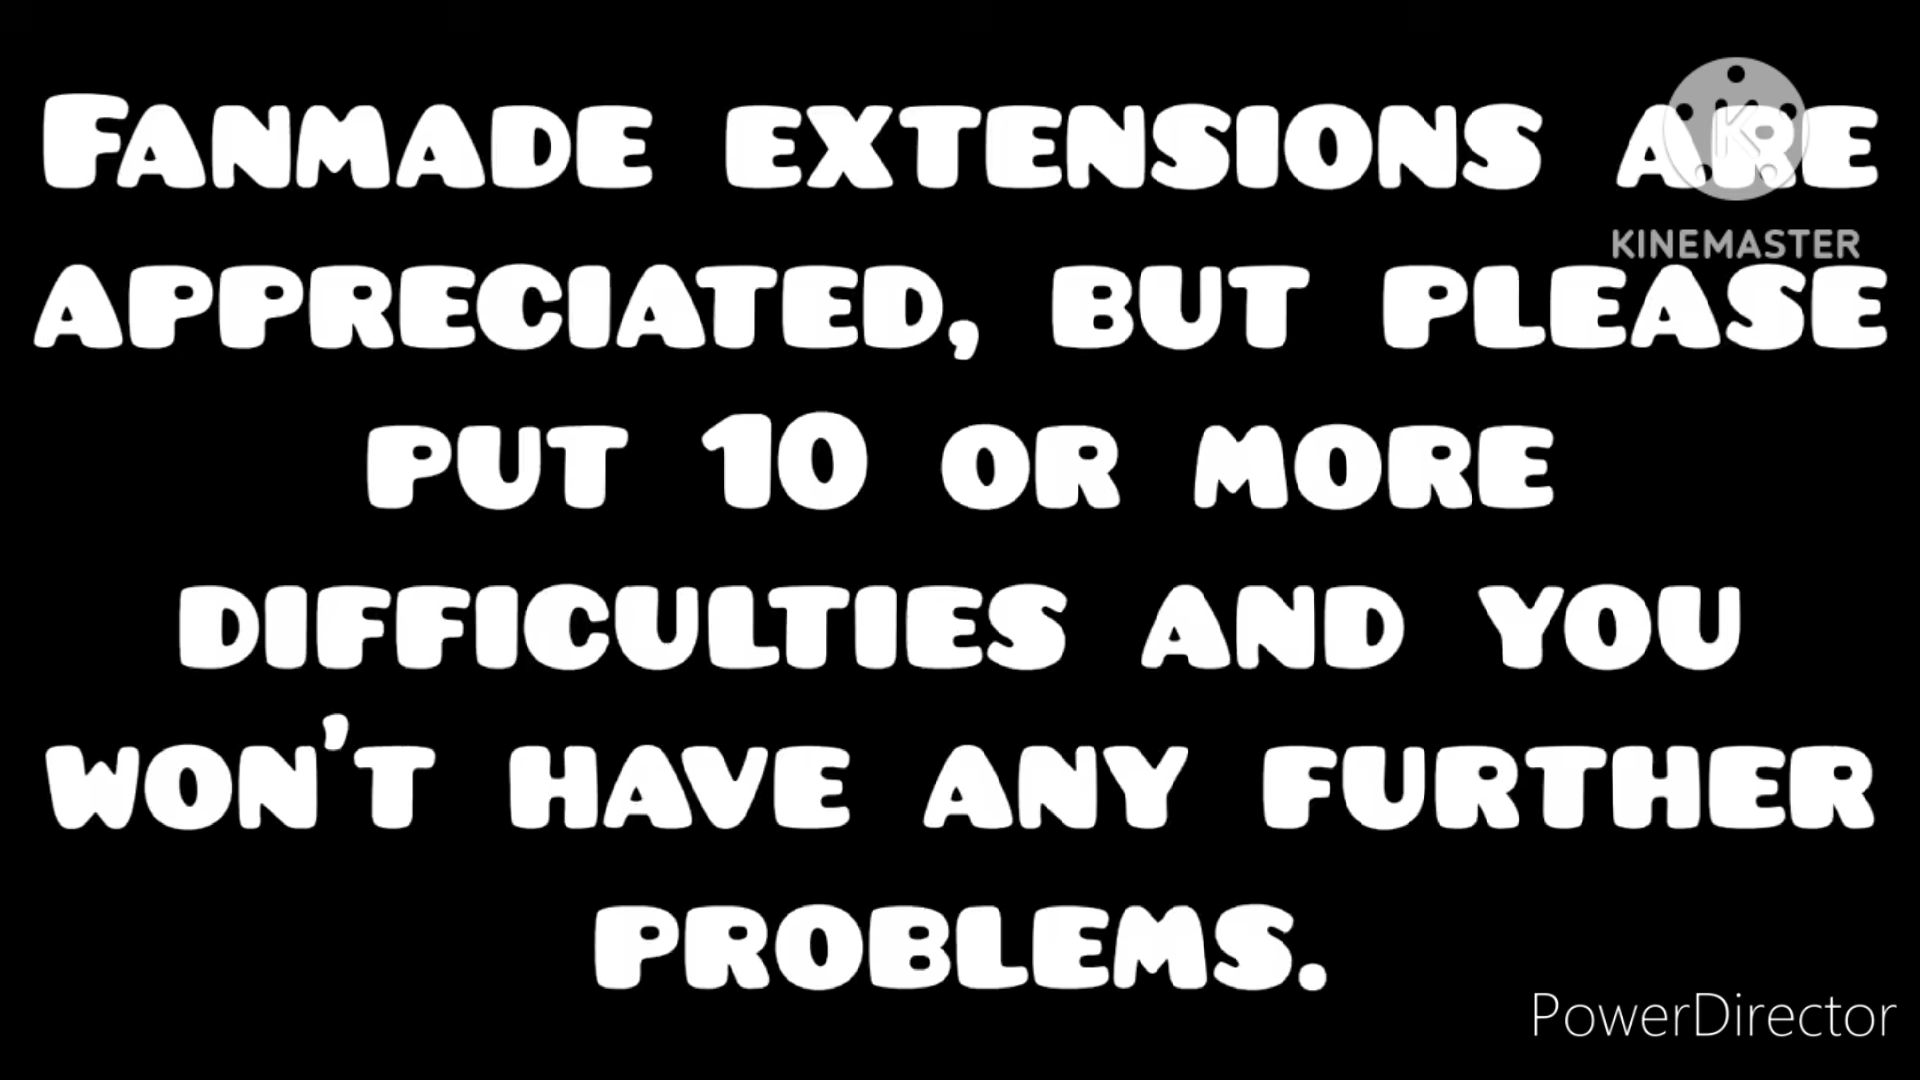 Fanmade extensions are
KINEMASTER
appreciated, but please
put 10 or more
difficulties and you
won't have any further
problems.
PowerDirector